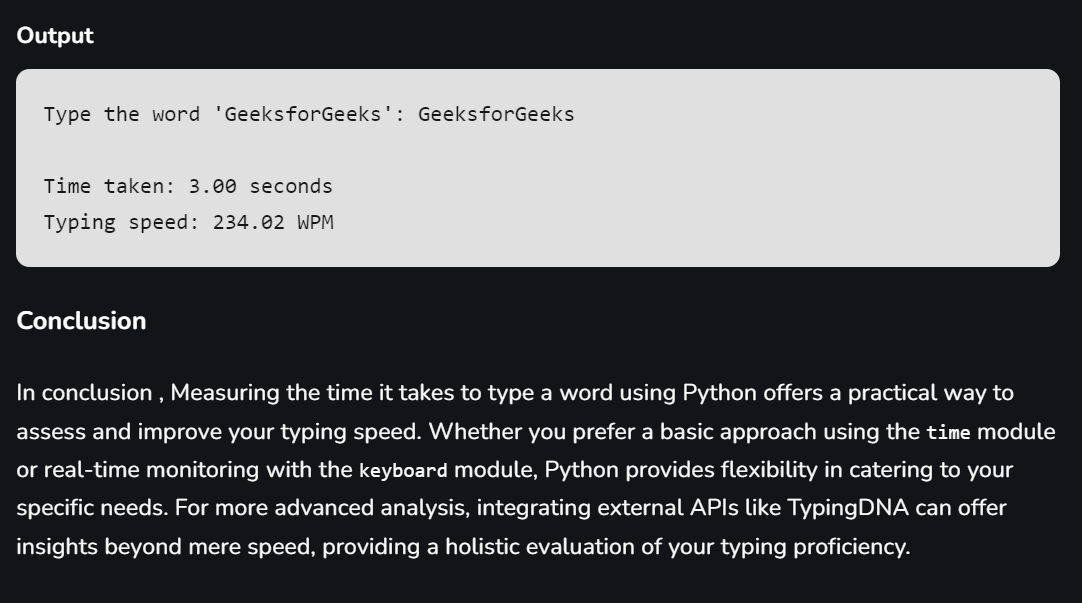 Output
Type the word 'GeeksforGeeks': GeeksforGeeks
Time taken: 3.00 seconds
Typing speed: 234.02 WPM
Conclusion
In conclusion , Measuring the time it takes to type a word using Python offers a practical way to
assess and improve your typing speed. Whether you prefer a basic approach using the time module
or real-time monitoring with the keyboard module, Python provides flexibility in catering to your
specific needs. For more advanced analysis, integrating external APIs like TypingDNA can offer
insights beyond mere speed, providing a holistic evaluation of your typing proficiency.